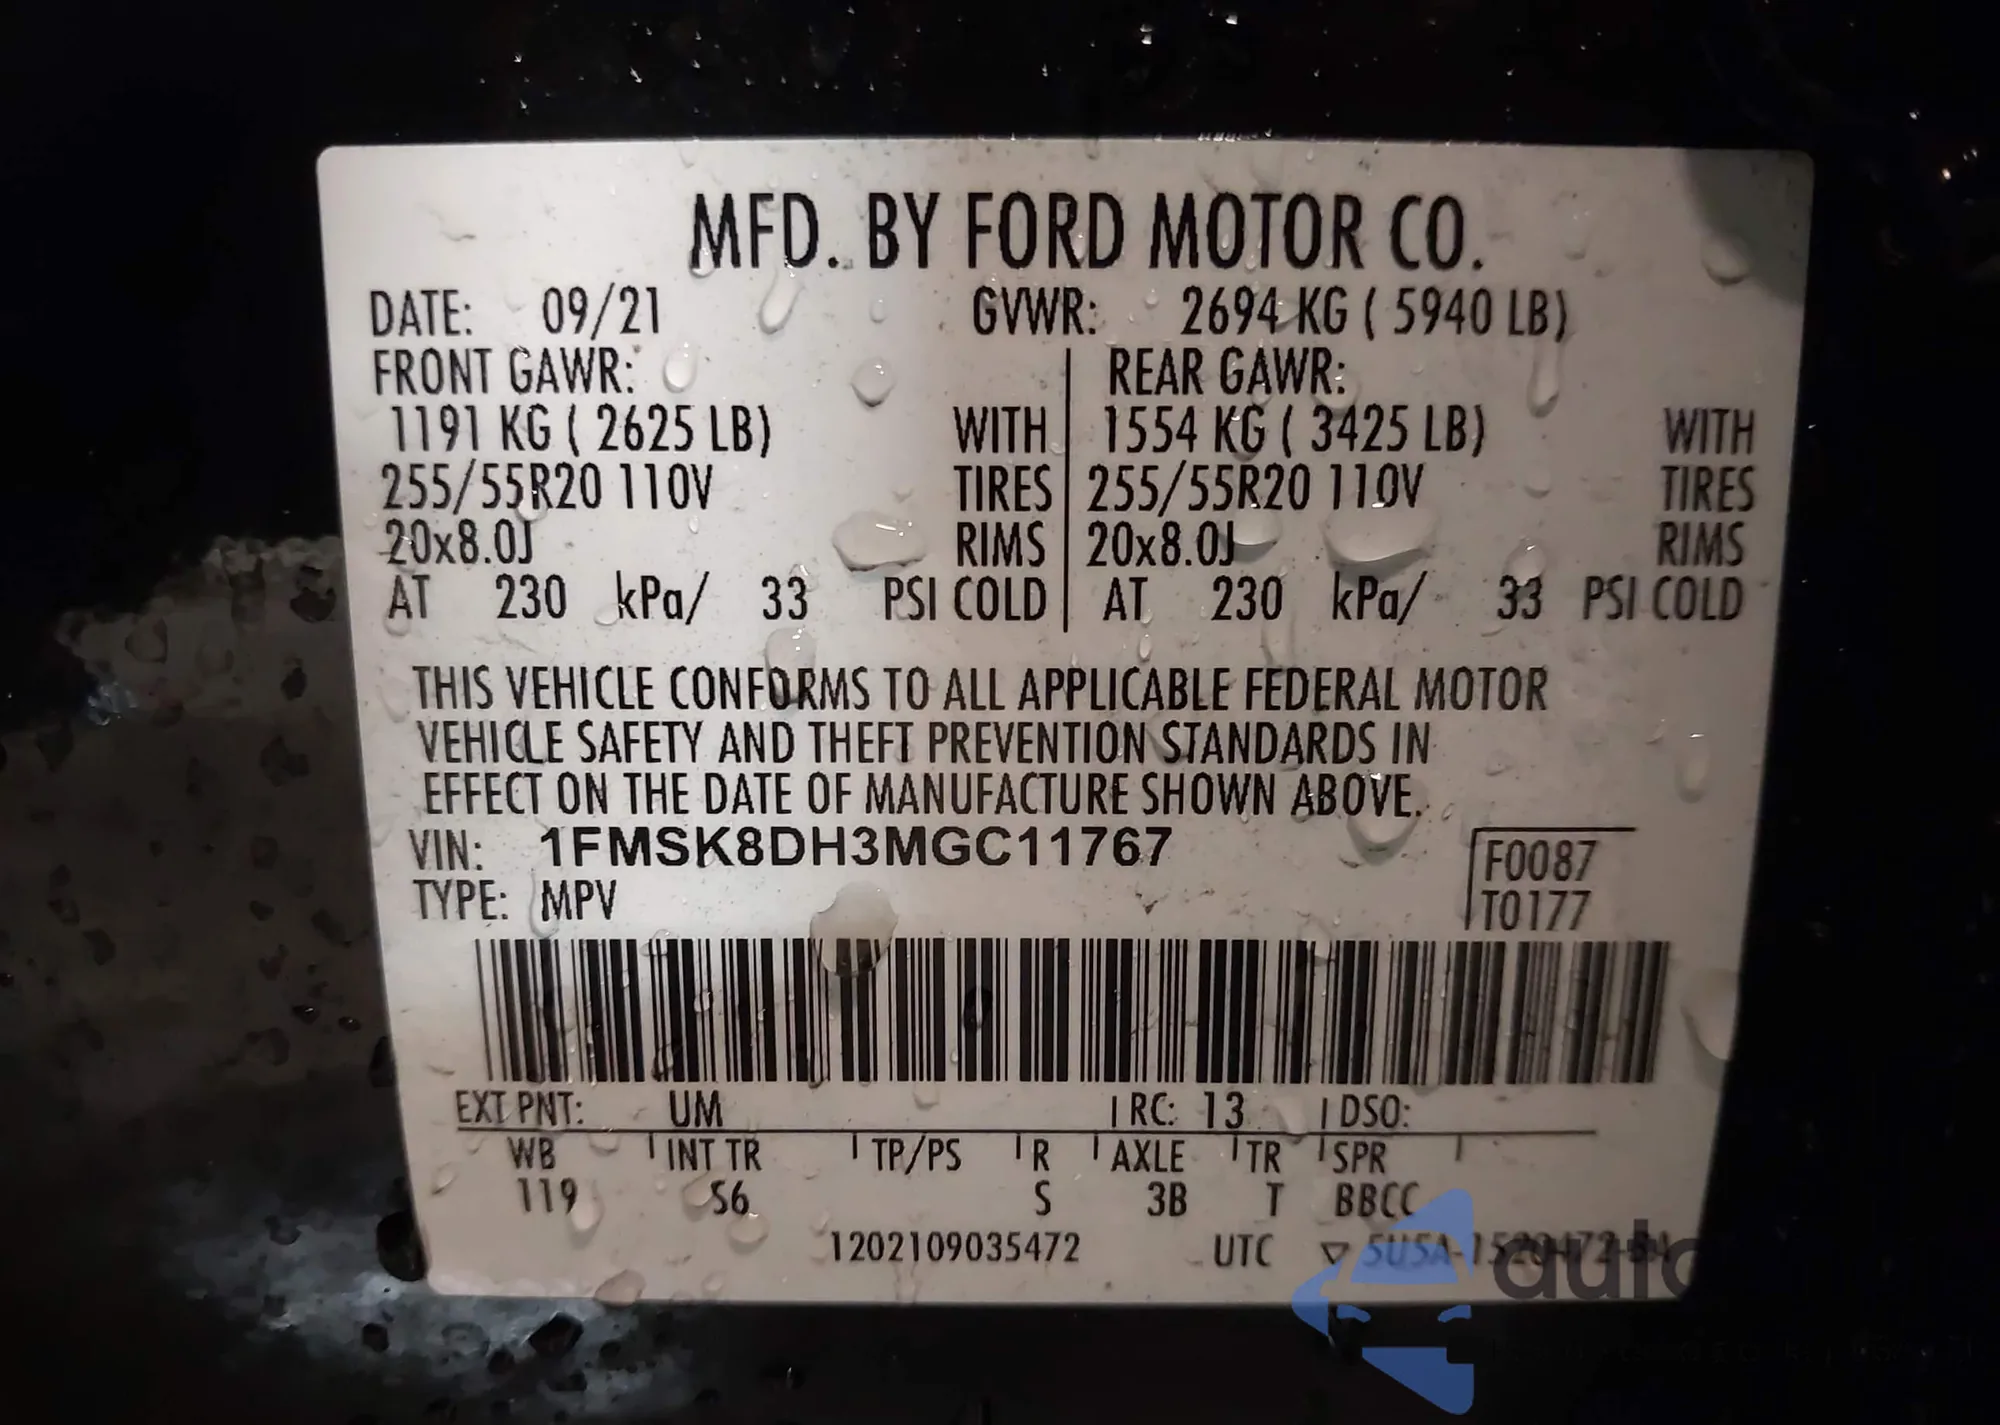 MFD. BY FORD MOTOR CO.
DATE: 09/21 GVWR: 2694 KG ( 5940 LB)
FRONT GAWR: REAR GAWR:
1191 KG ( 2625 LB) WITH 1554 KG ( 3425 LB) WITH
255/55R20 110V TIRES 255/55R20 110V TIRES
20x8.0J RIMS 20x8.0J RIMS
AT 230 kPa/ 33 PSI COLD AT 230 kPa/ 33 PSI COLD
THIS VEHICLE CONFORMS TO ALL APPLICABLE FEDERAL MOTOR
VEHICLE SAFETY AND THEFT PREVENTION STANDARDS IN
EFFECT ON THE DATE OF MANUFACTURE SHOWN ABOVE.
VIN: 1FMSK8DH3MGC11767
F0087
TYPE: MPV
T0177
EXT PNT: UM RC: 13 DSO:
WB INT TR TP/PS R AXLE TR SPR
119 S6 S 3B T BBCC
1202109035472 UTC